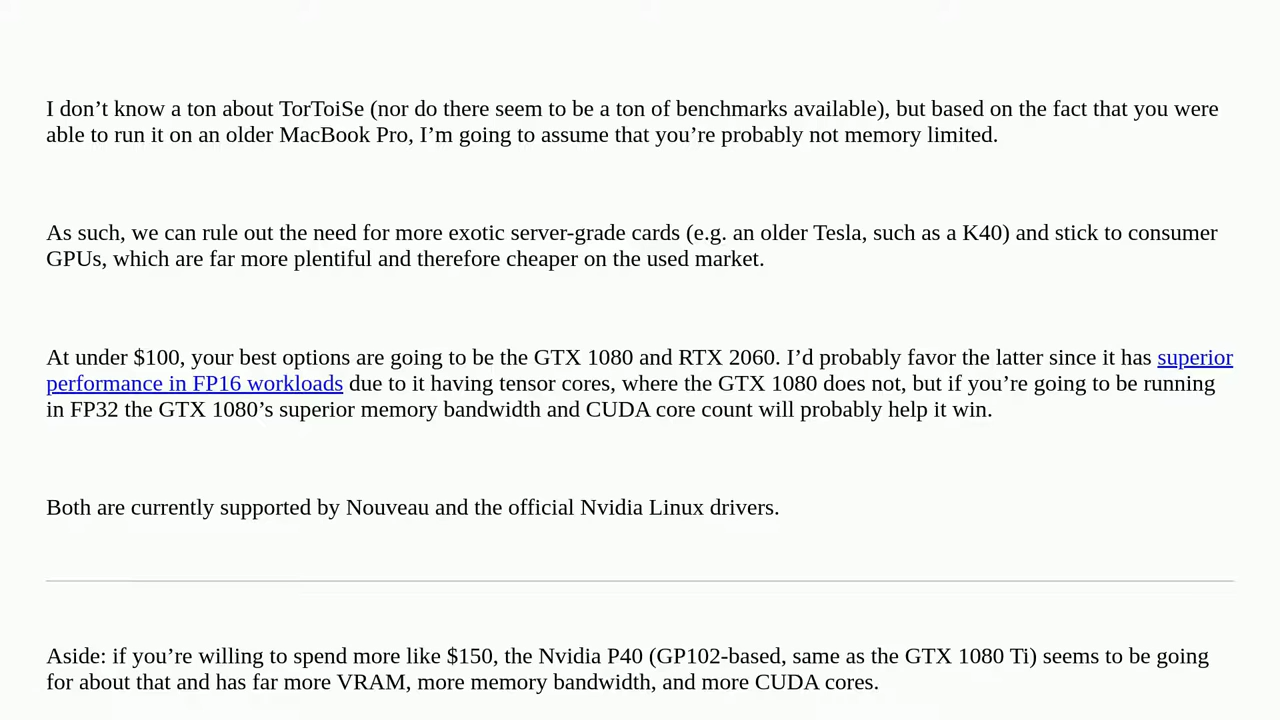 I don’t know a ton about TorToiSe (nor do there seem to be a ton of benchmarks available), but based on the fact that you were
able to run it on an older MacBook Pro, I’m going to assume that you’re probably not memory limited.
As such, we can rule out the need for more exotic server-grade cards (e.g. an older Tesla, such as a K40) and stick to consumer
GPUs, which are far more plentiful and therefore cheaper on the used market.
At under $100, your best options are going to be the GTX 1080 and RTX 2060. I’d probably favor the latter since it has superior
performance in FP16 workloads due to it having tensor cores, where the GTX 1080 does not, but if you’re going to be running
in FP32 the GTX 1080’s superior memory bandwidth and CUDA core count will probably help it win.
Both are currently supported by Nouveau and the official Nvidia Linux drivers.
Aside: if you’re willing to spend more like $150, the Nvidia P40 (GP102-based, same as the GTX 1080 Ti) seems to be going
for about that and has far more VRAM, more memory bandwidth, and more CUDA cores.